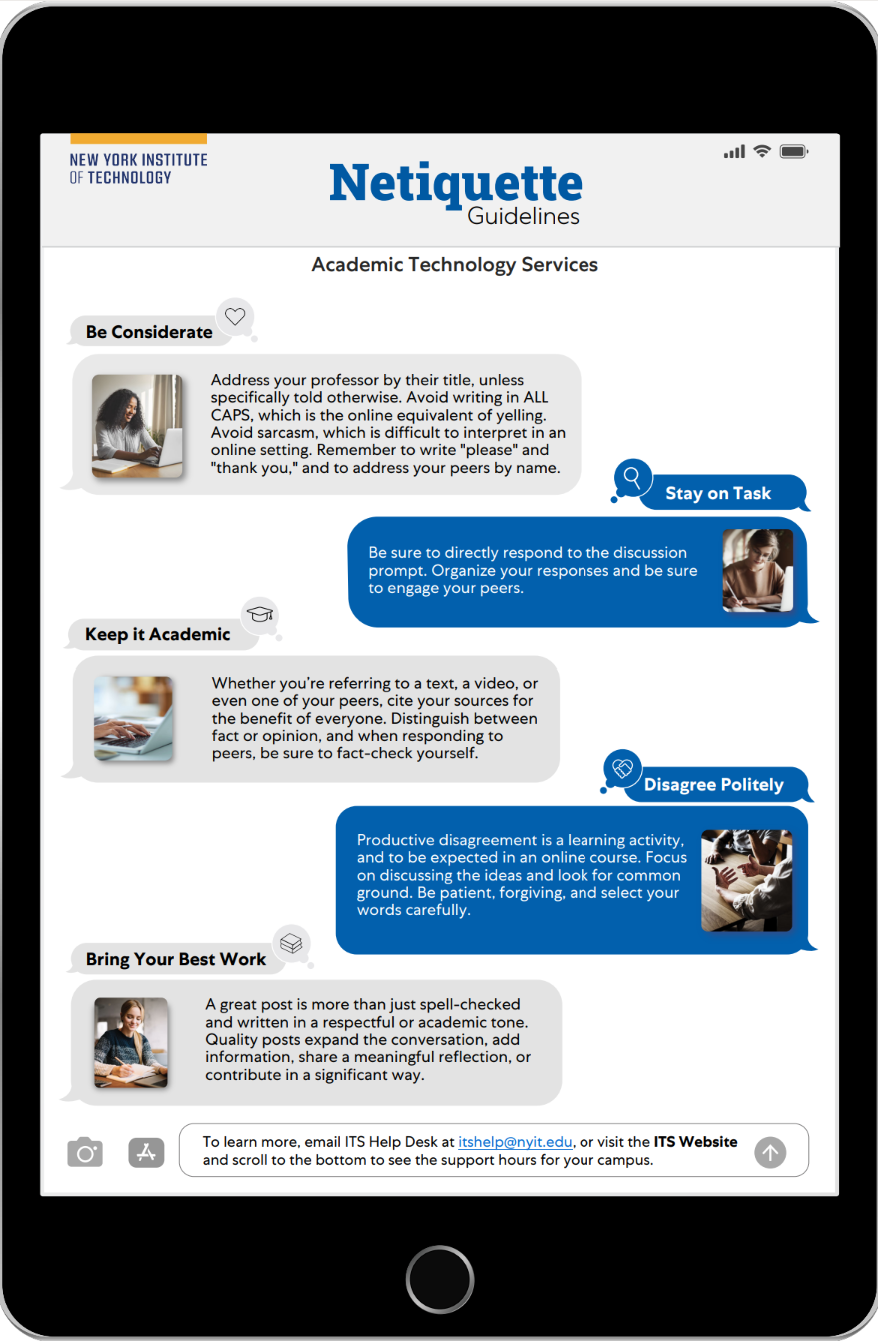 NEW YORK INSTITUTE
OF TECHNOLOGY
Netiquette
Guidelines
Academic Technology Services
Be Considerate
Address your professor by their title, unless
specifically told otherwise. Avoid writing in ALL
CAPS, which is the online equivalent of yelling.
Avoid sarcasm, which is difficult to interpret in an
online setting. Remember to write "please" and
"thank you," and to address your peers by name.
Stay on Task
Be sure to directly respond to the discussion
prompt. Organize your responses and be sure
to engage your peers.
Keep it Academic
Whether you’re referring to a text, a video, or
even one of your peers, cite your sources for
the benefit of everyone. Distinguish between
fact or opinion, and when responding to
peers, be sure to fact-check yourself.
Disagree Politely
Productive disagreement is a learning activity,
and to be expected in an online course. Focus
on discussing the ideas and look for common
ground. Be patient, forgiving, and select your
words carefully.
Bring Your Best Work
A great post is more than just spell-checked
and written in a respectful or academic tone.
Quality posts expand the conversation, add
information, share a meaningful reflection, or
contribute in a significant way.
To learn more, email ITS Help Desk at itshelp@nyit.edu, or visit the ITS Website
and scroll to the bottom to see the support hours for your campus.